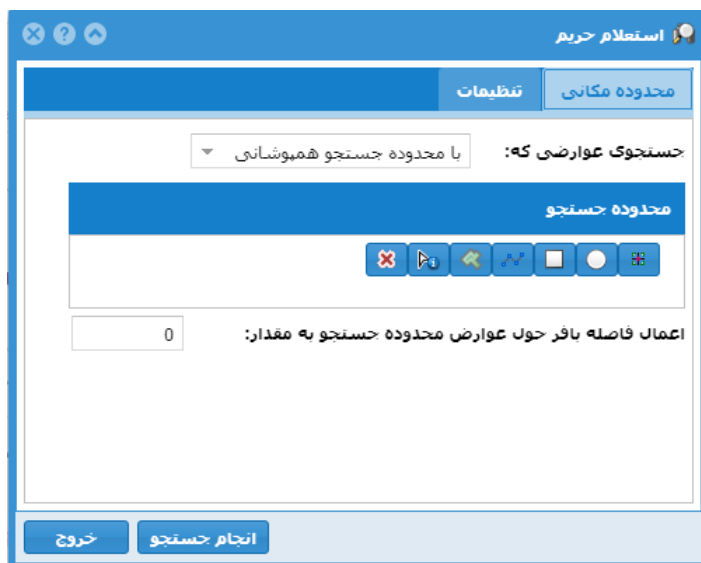 استعلام حریم
محدوده مکانی تنظیمات
جستجوی عوارضی که: با محدوده جستجو همپوشانی
محدوده جستجو
اعمال فاصله بافر حول عوارض محدوده جستجو به مقدار: 0
انجام جستجو خروج